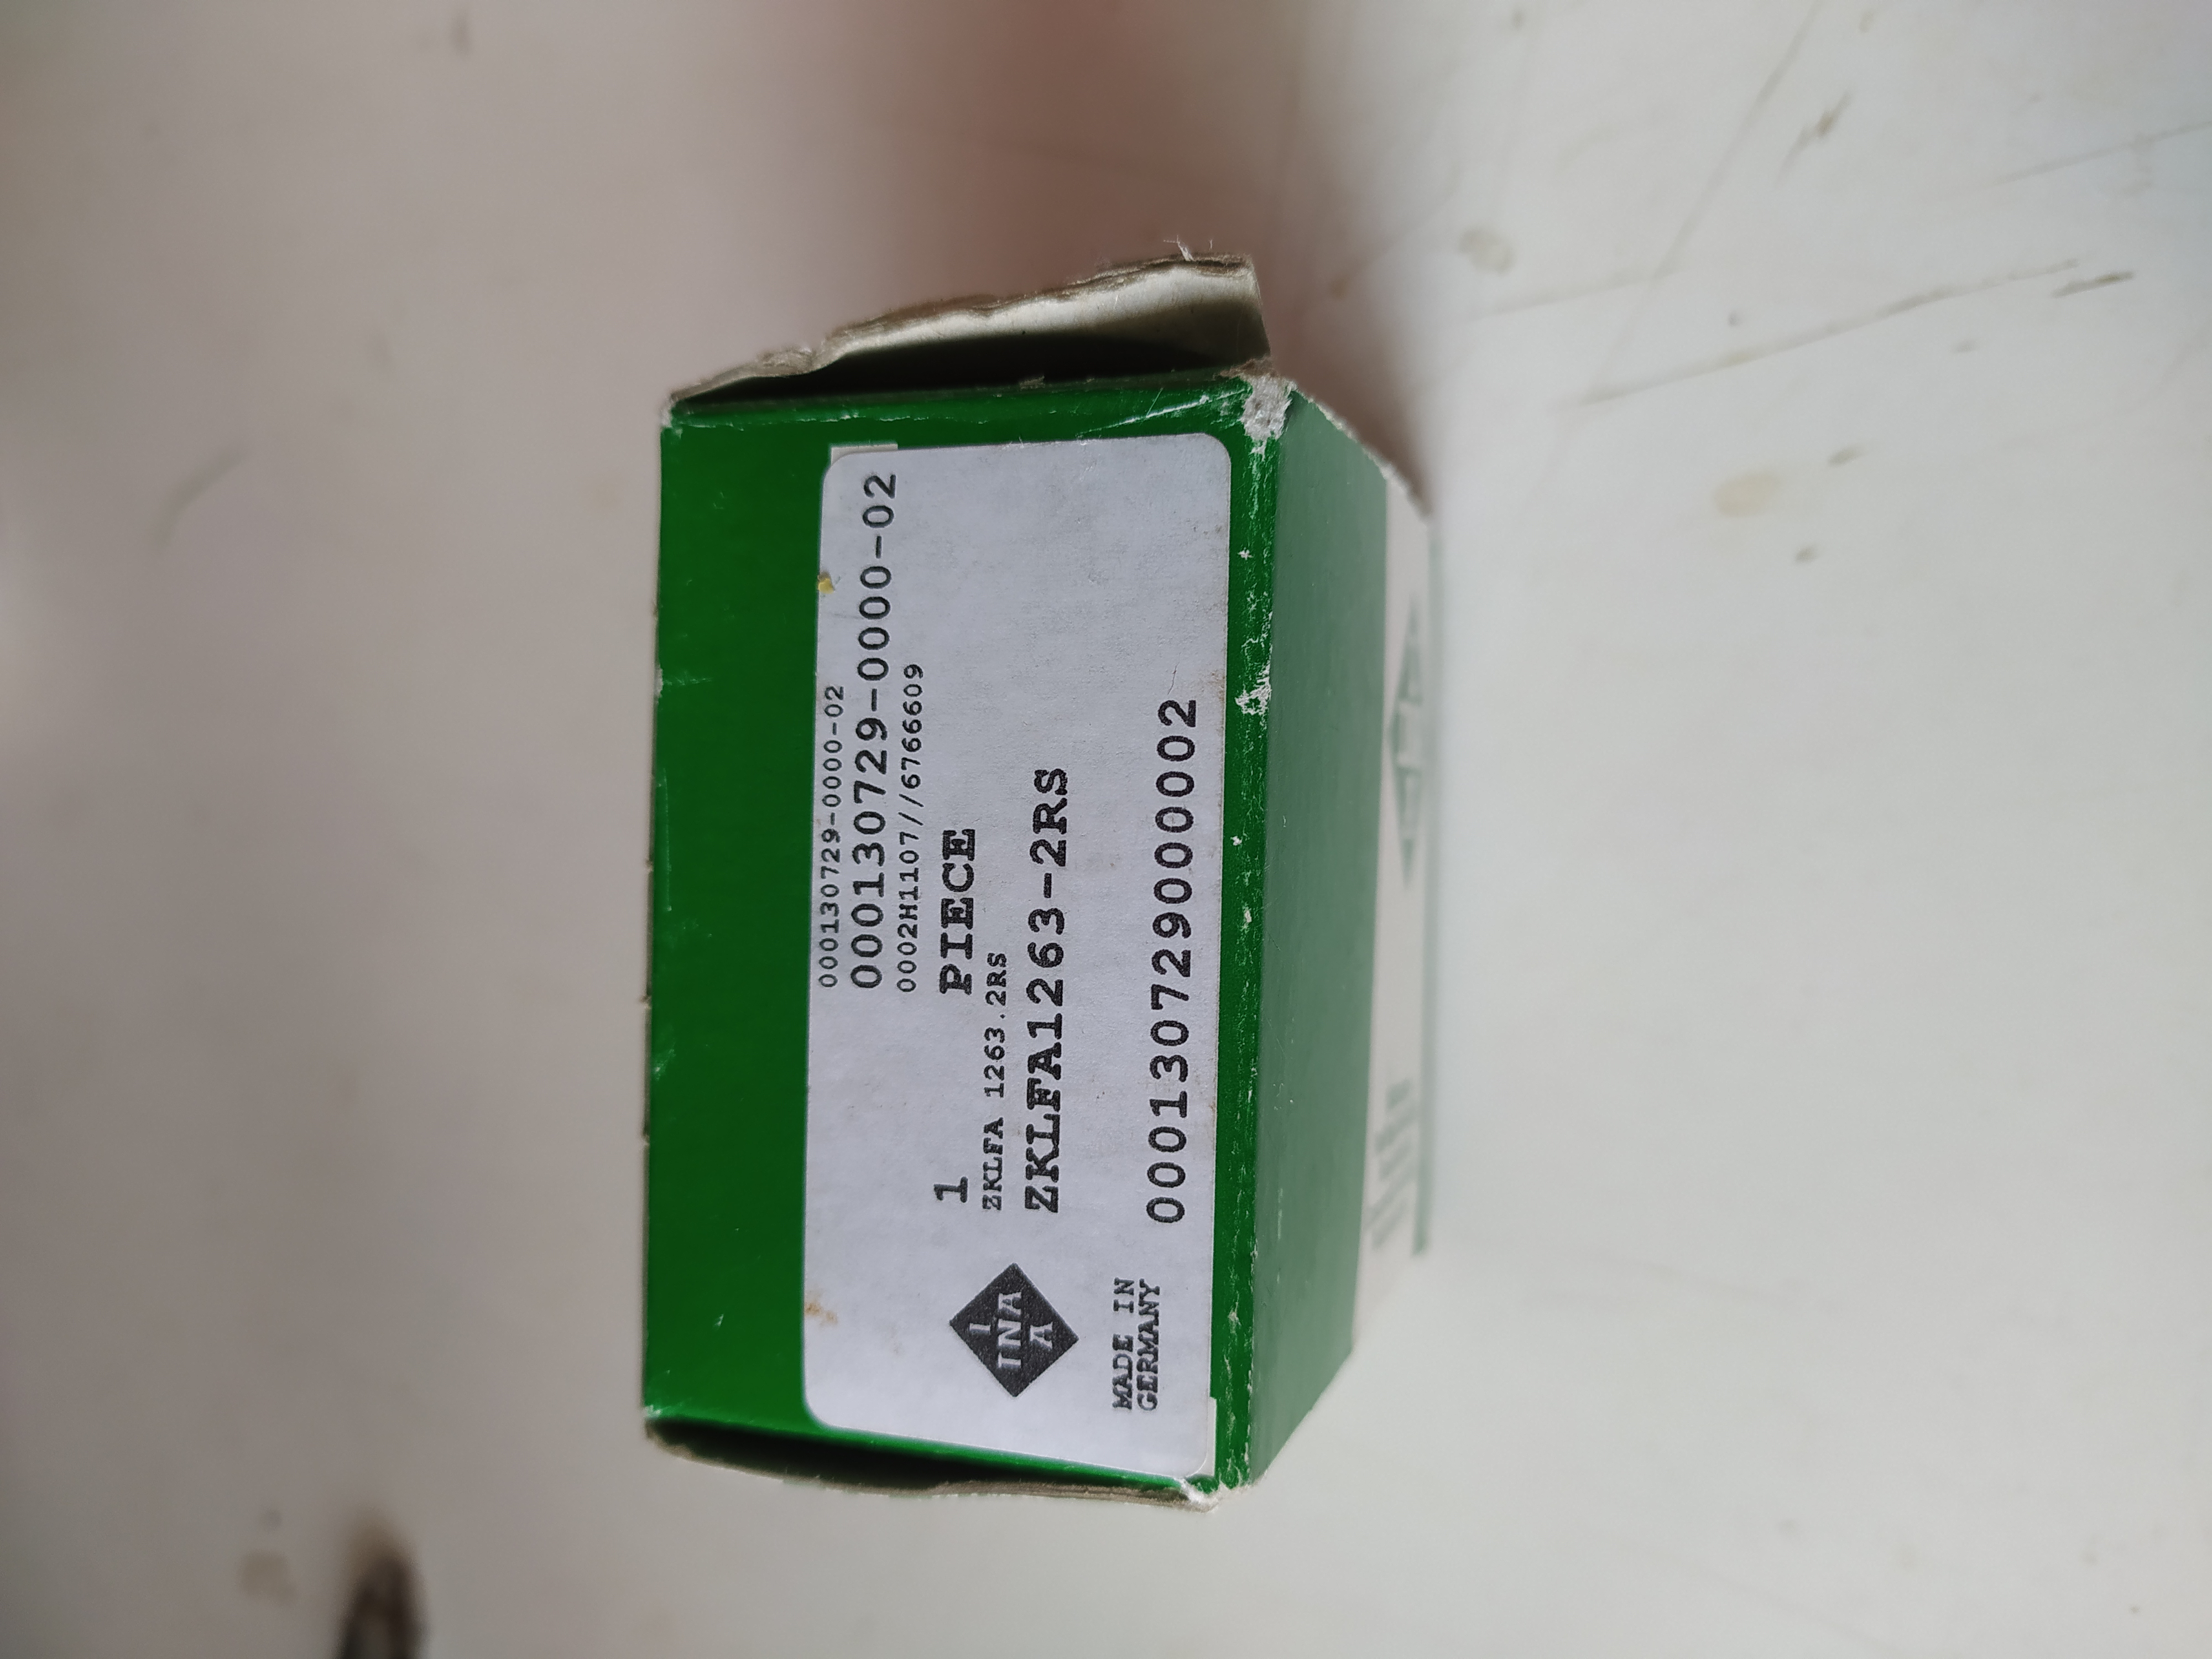 000130729-0000-02
000130729-0000-02
0002H1107//6766609
1 PIECE
ZKLFA 1263.2RS
ZKLFA1263-2RS
INA
MADE IN
GERMANY
000130729000002